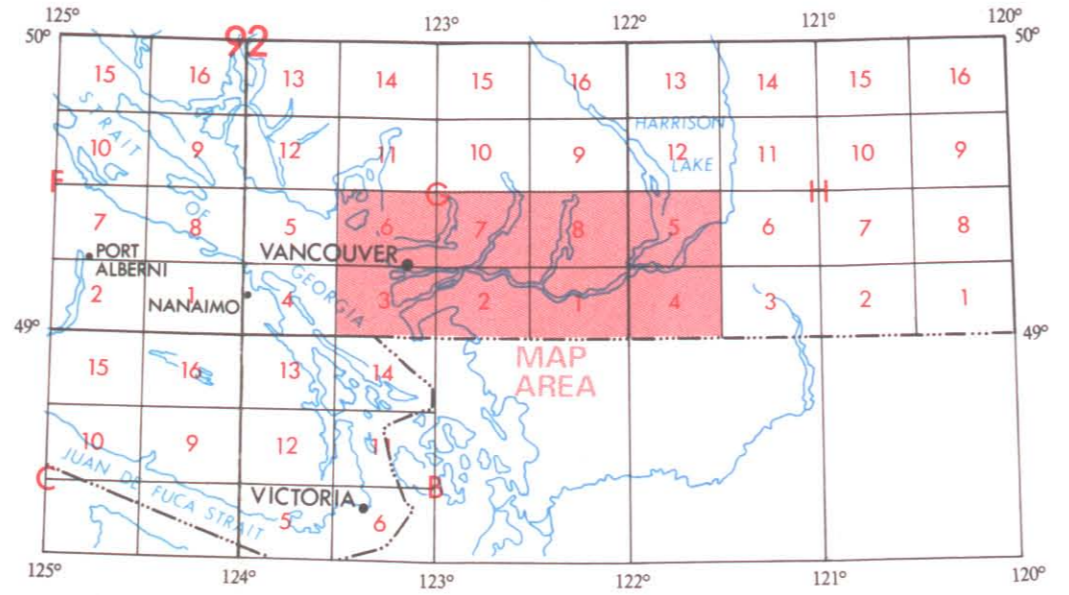 125° 124° 123° 122° 121° 120°
50° 92 50°
15 16 13 14 15 16 13 14 15 16
STRAIT OF GEORGIA
HARRISON
LAKE
10 9 12 11 10 9 12 11 10 9
F G H
7 8 5 6 7 8 5 6 7 8
VANCOUVER
PORT
ALBERNI
2 1 4 3 2 1 4 3 2 1
NANAIMO
49° 49°
MAP
AREA
15 16 13 14
10 9 12 11
JUAN DE FUCA STRAIT
C B
VICTORIA
5 6
125° 124° 123° 122° 121° 120°